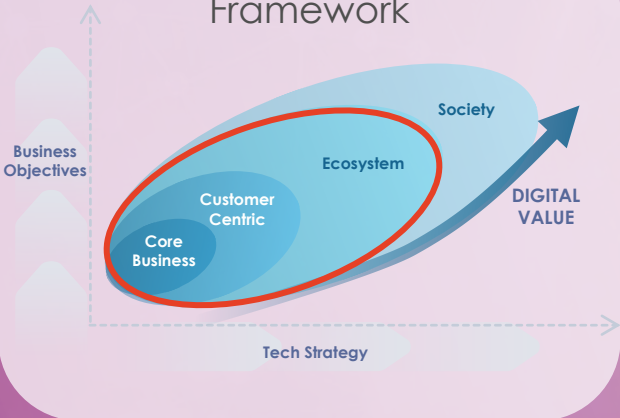 Framework
Society
Business
Objectives
Ecosystem
Customer
Centric
DIGITAL
VALUE
Core
Business
Tech Strategy